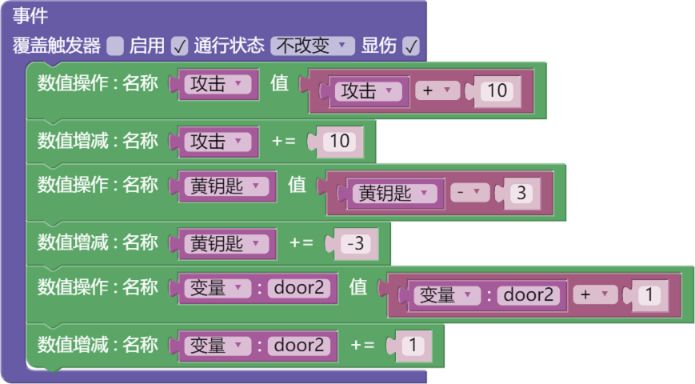 事件
覆盖触发器 启用 通行状态 不改变 显伤
数值操作 : 名称 攻击 值 攻击 + 10
数值增减 : 名称 攻击 += 10
数值操作 : 名称 黄钥匙 值 黄钥匙 - 3
数值增减 : 名称 黄钥匙 += -3
数值操作 : 名称 变量 : door2 值 变量 : door2 + 1
数值增减 : 名称 变量 : door2 += 1